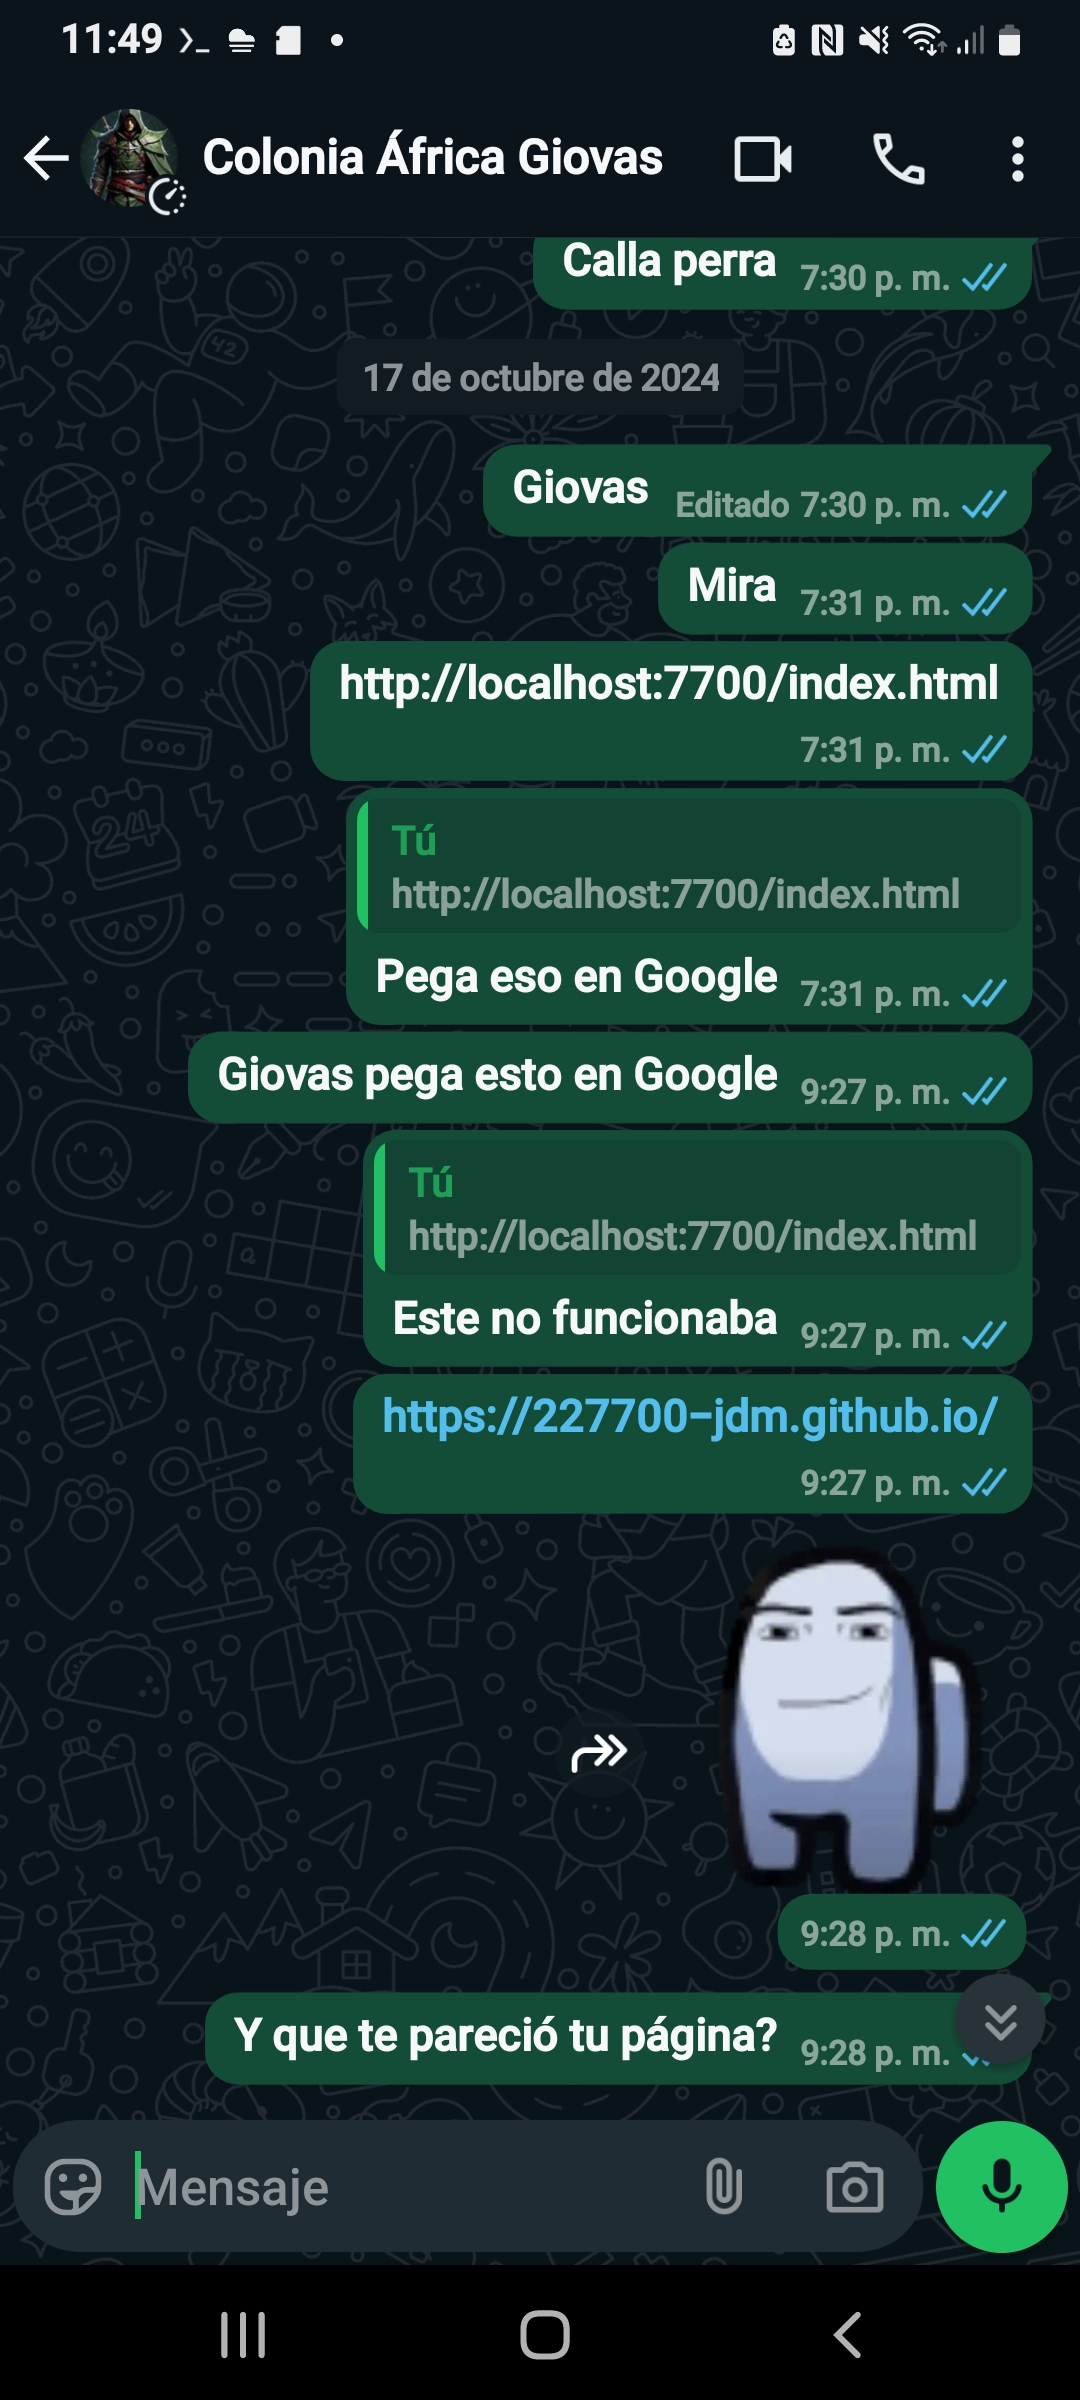 11:49
Colonia África Giovas
Calla perra 7:30 p. m.
17 de octubre de 2024
Giovas Editado 7:30 p. m.
Mira 7:31 p. m.
http://localhost:7700/index.html
7:31 p. m.
Tú
http://localhost:7700/index.html
Pega eso en Google 7:31 p. m.
Giovas pega esto en Google 9:27 p. m.
Tú
http://localhost:7700/index.html
Este no funcionaba 9:27 p. m.
https://227700-jdm.github.io/
9:27 p. m.
9:28 p. m.
Y que te pareció tu página? 9:28 p. m.
Mensaje